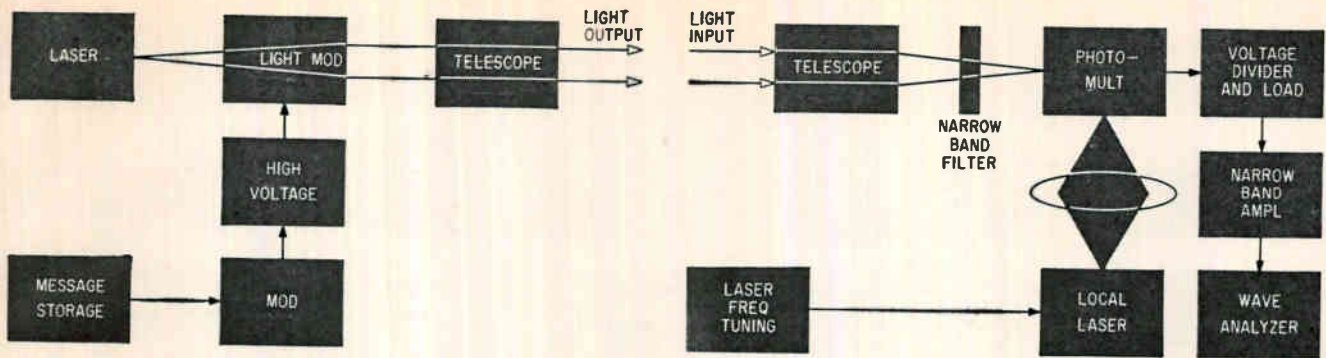 LASER
LIGHT MOD
TELESCOPE
LIGHT
OUTPUT
HIGH
VOLTAGE
MESSAGE
STORAGE
MOD
LIGHT
INPUT
TELESCOPE
NARROW
BAND
FILTER
PHOTO-
MULT
VOLTAGE
DIVIDER
AND LOAD
NARROW
BAND
AMPL
LASER
FREQ
TUNING
LOCAL
LASER
WAVE
ANALYZER